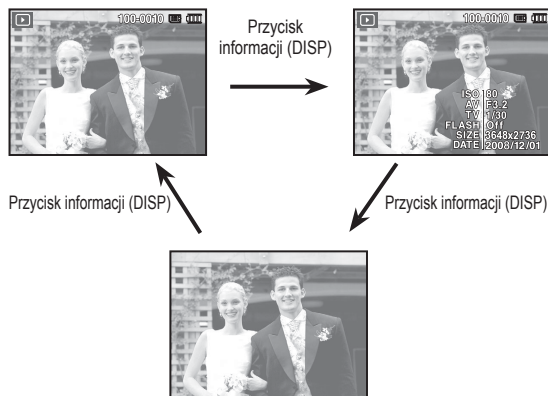 100-0010
Przycisk
informacji (DISP)
100-0010
ISO 80
AV F3.2
TV 1/30
FLASH Off
SIZE 3648x2736
DATE 2008/12/01
Przycisk informacji (DISP)
Przycisk informacji (DISP)